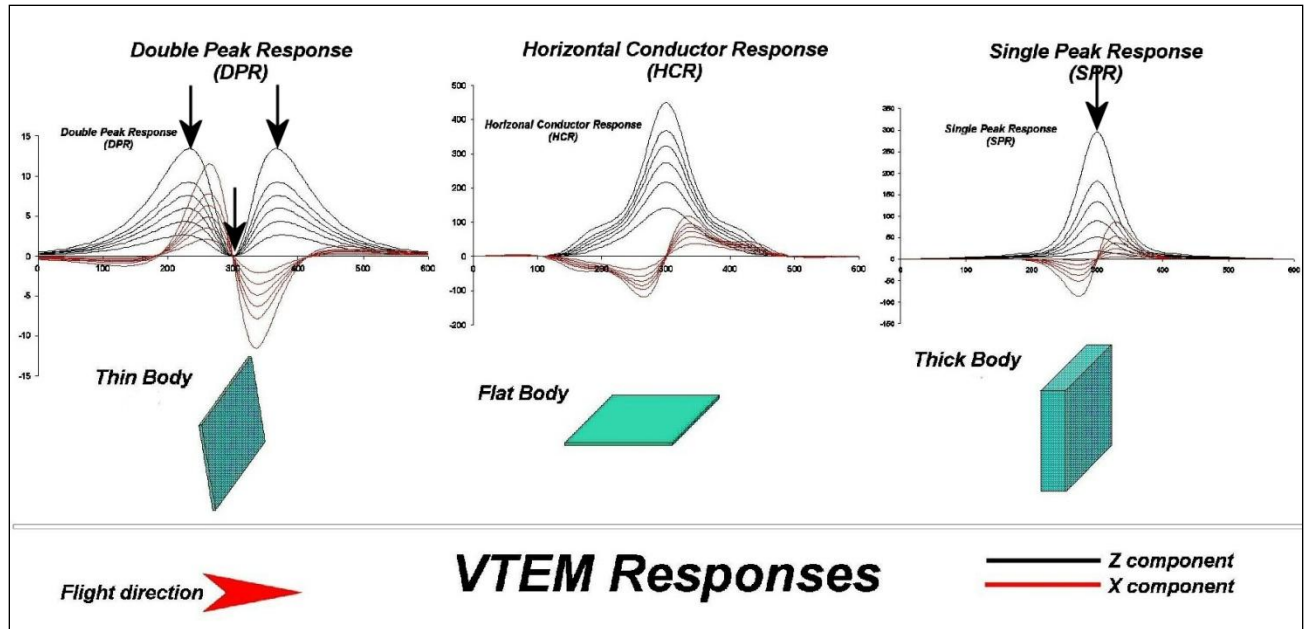 Double Peak Response
(DPR)
Horizontal Conductor Response
(HCR)
Single Peak Response
(SPR)
Double Peak Response
(DPR)
15
10
5
0
-5
-10
-15
0
200
300
400
600
Horizonal Conductor Response
(HCR)
500
400
300
200
100
0
-100
-200
0
100
200
300
400
500
600
Single Peak Response
(SPR)
350
300
250
200
150
100
50
0
-50
-100
-150
0
100
200
300
400
500
600
Thin Body
Flat Body
Thick Body
Flight direction
VTEM Responses
Z component
X component